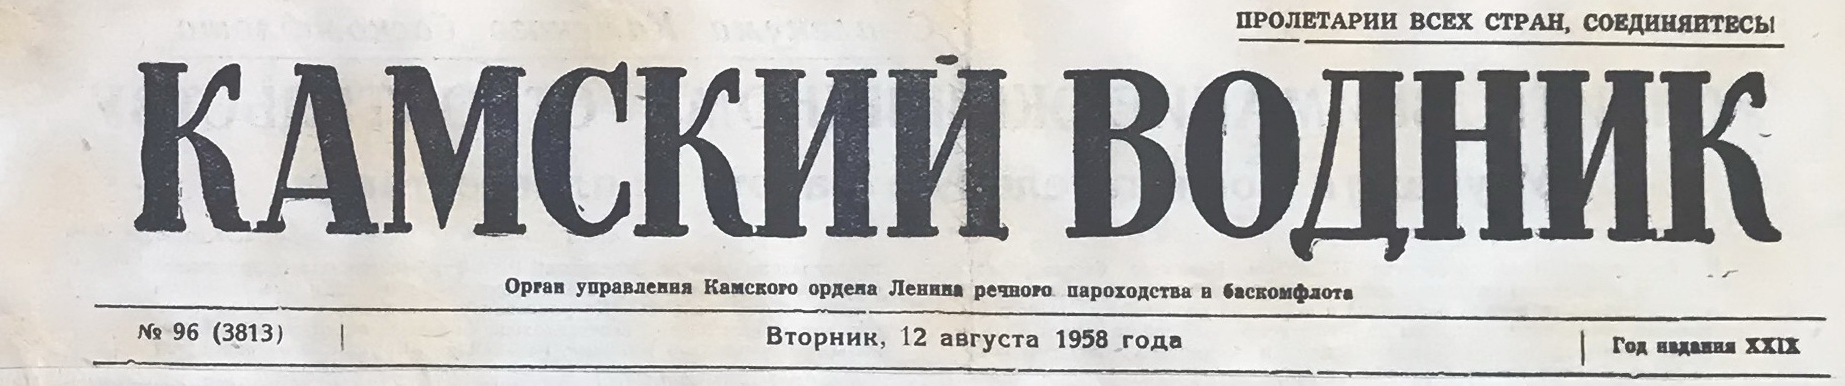 ПРОЛЕТАРИИ ВСЕХ СТРАН, СОЕДИНЯЙТЕСЬ!
КАМСКИЙ ВОДНИК
Орган управления Камского ордена Ленина речного пароходства и баскомфлота
№ 96 (3813)
Вторник, 12 августа 1958 года
Год издания XXIX